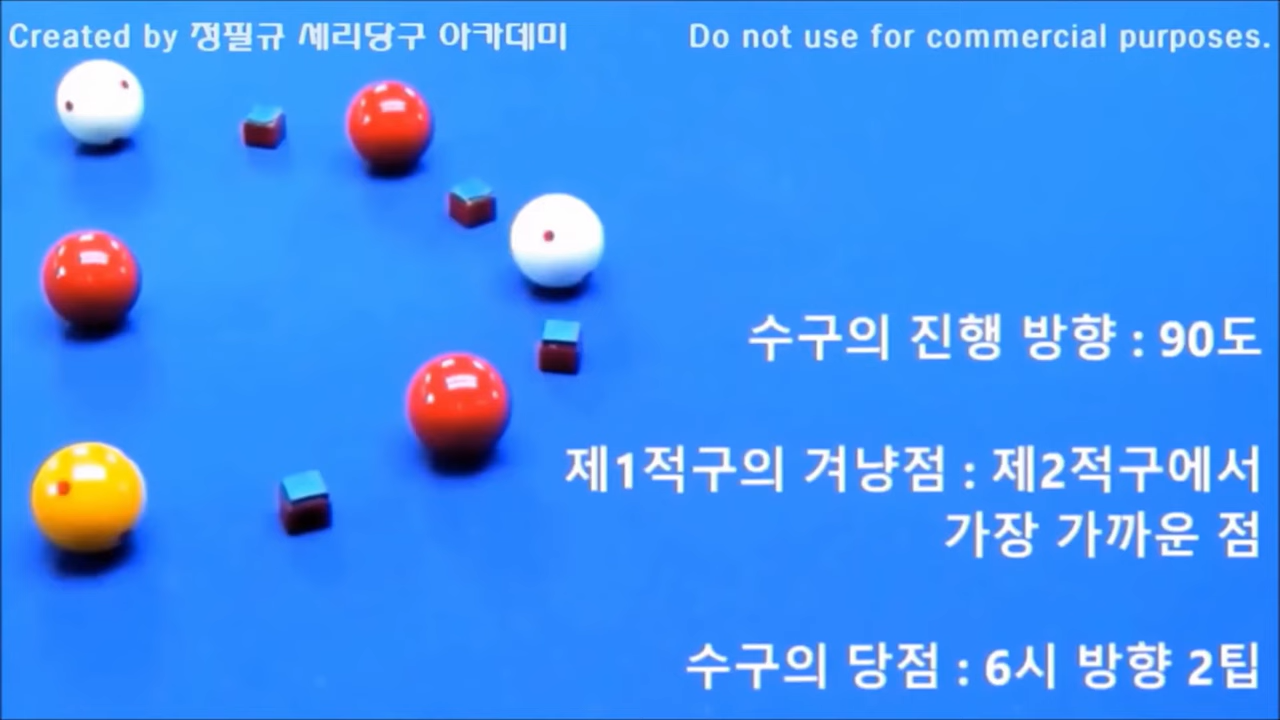 Created by 정필규 세리당구 아카데미
Do not use for commercial purposes.
수구의 진행 방향 : 90도
제1적구의 겨냥점 : 제2적구에서
가장 가까운 점
수구의 당점 : 6시 방향 2팁